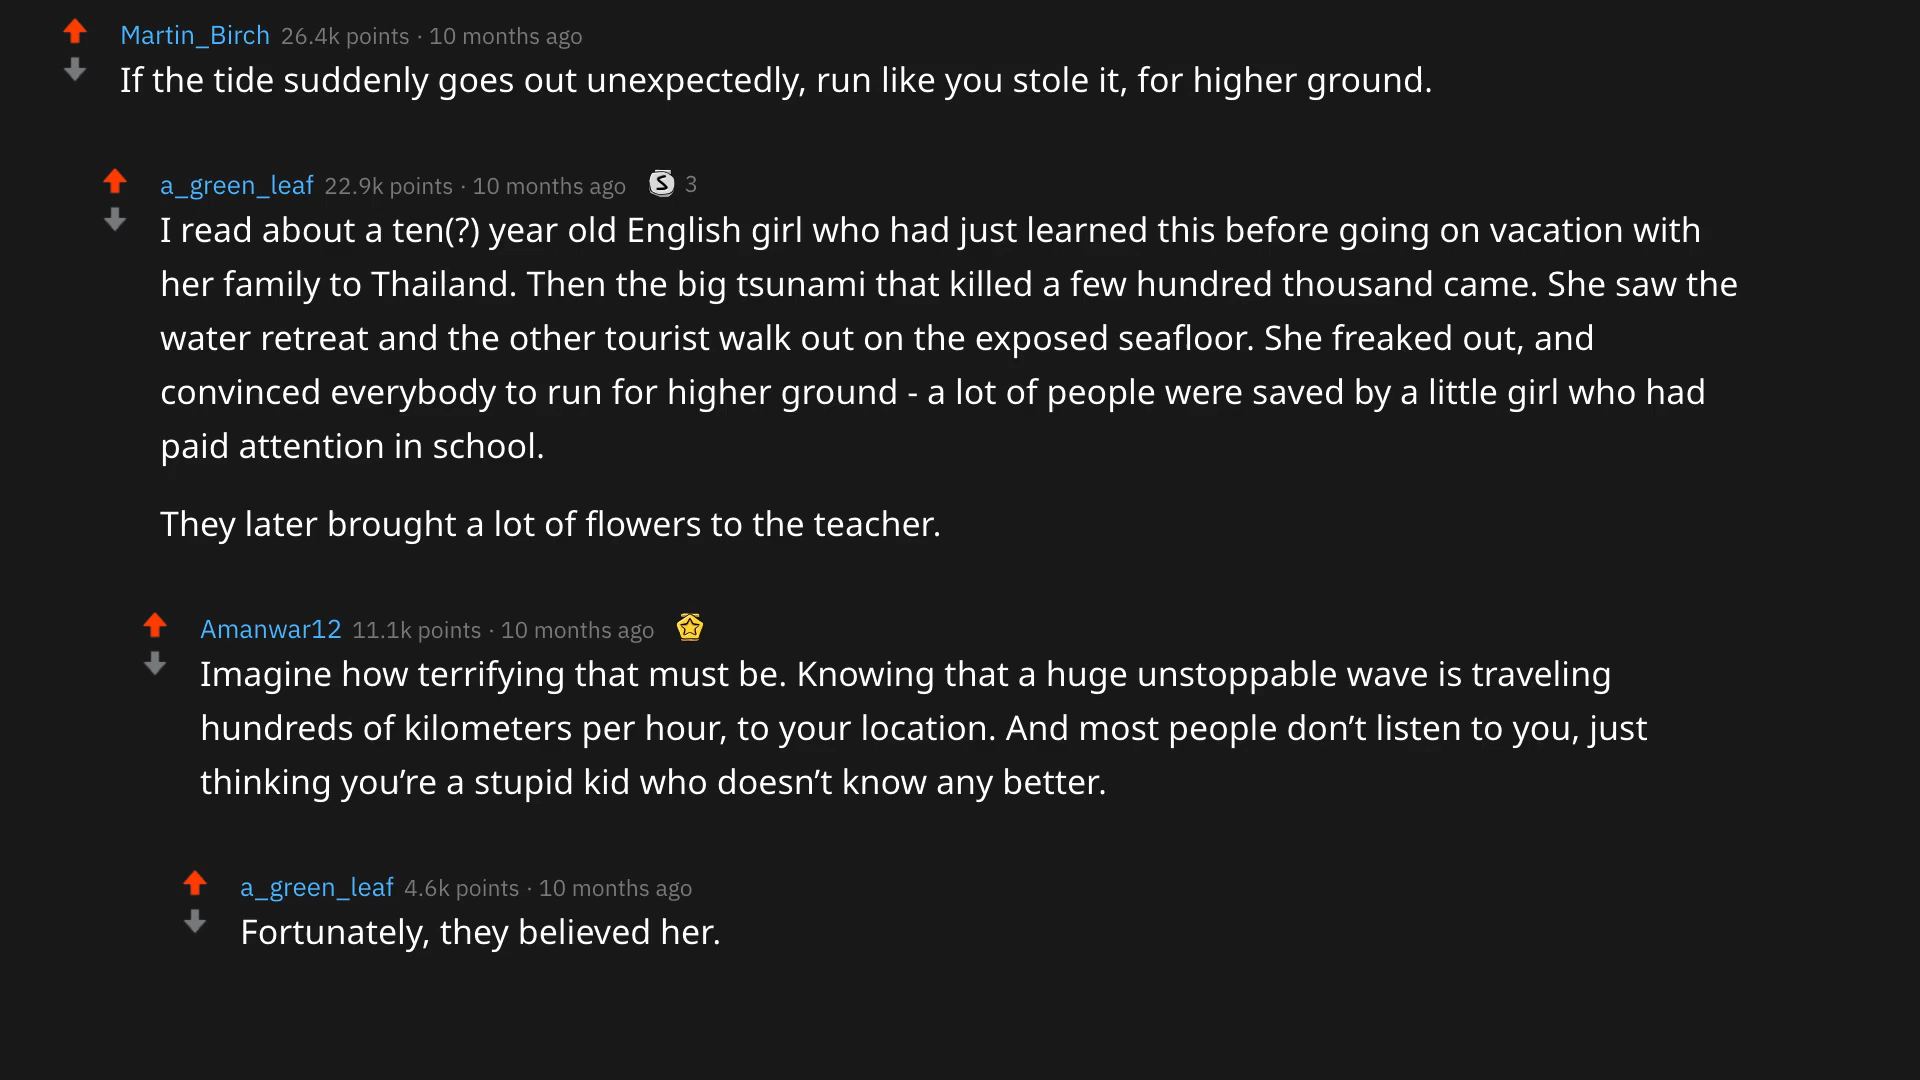 Martin_Birch 26.4k points · 10 months ago
If the tide suddenly goes out unexpectedly, run like you stole it, for higher ground.
a_green_leaf 22.9k points · 10 months ago S 3
I read about a ten(?) year old English girl who had just learned this before going on vacation with
her family to Thailand. Then the big tsunami that killed a few hundred thousand came. She saw the
water retreat and the other tourist walk out on the exposed seafloor. She freaked out, and
convinced everybody to run for higher ground - a lot of people were saved by a little girl who had
paid attention in school.
They later brought a lot of flowers to the teacher.
Amanwar12 11.1k points · 10 months ago
Imagine how terrifying that must be. Knowing that a huge unstoppable wave is traveling
hundreds of kilometers per hour, to your location. And most people don’t listen to you, just
thinking you’re a stupid kid who doesn’t know any better.
a_green_leaf 4.6k points · 10 months ago
Fortunately, they believed her.